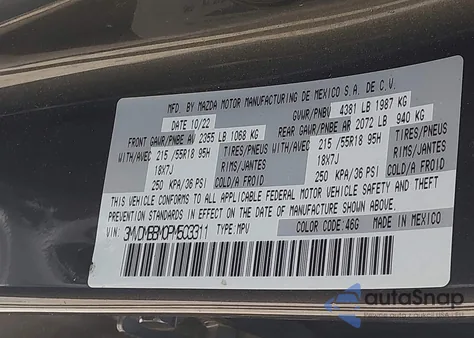 MFD. BY MAZDA MOTOR MANUFACTURING DE MEXICO S.A. DE C.V.
DATE 10/22 GVWR/PNBV 4381 LB 1987 KG
FRONT GAWR/PNBE AV 2355 LB 1068 KG REAR GAWR/PNBE AR 2072 LB 940 KG
WITH/AVEC 215 /55R18 95H TIRES/PNEUS WITH/AVEC 215 /55R18 95H TIRES/PNEUS
18X7J RIMS/JANTES 18X7J RIMS/JANTES
250 KPA/36 PSI COLD/A FROID 250 KPA/36 PSI COLD/A FROID
THIS VEHICLE CONFORMS TO ALL APPLICABLE FEDERAL MOTOR VEHICLE SAFETY AND THEFT
PREVENTION STANDARDS IN EFFECT ON THE DATE OF MANUFACTURE SHOWN ABOVE.
VIN: TYPE:MPV COLOR CODE:46G MADE IN MEXICO
autoSnap